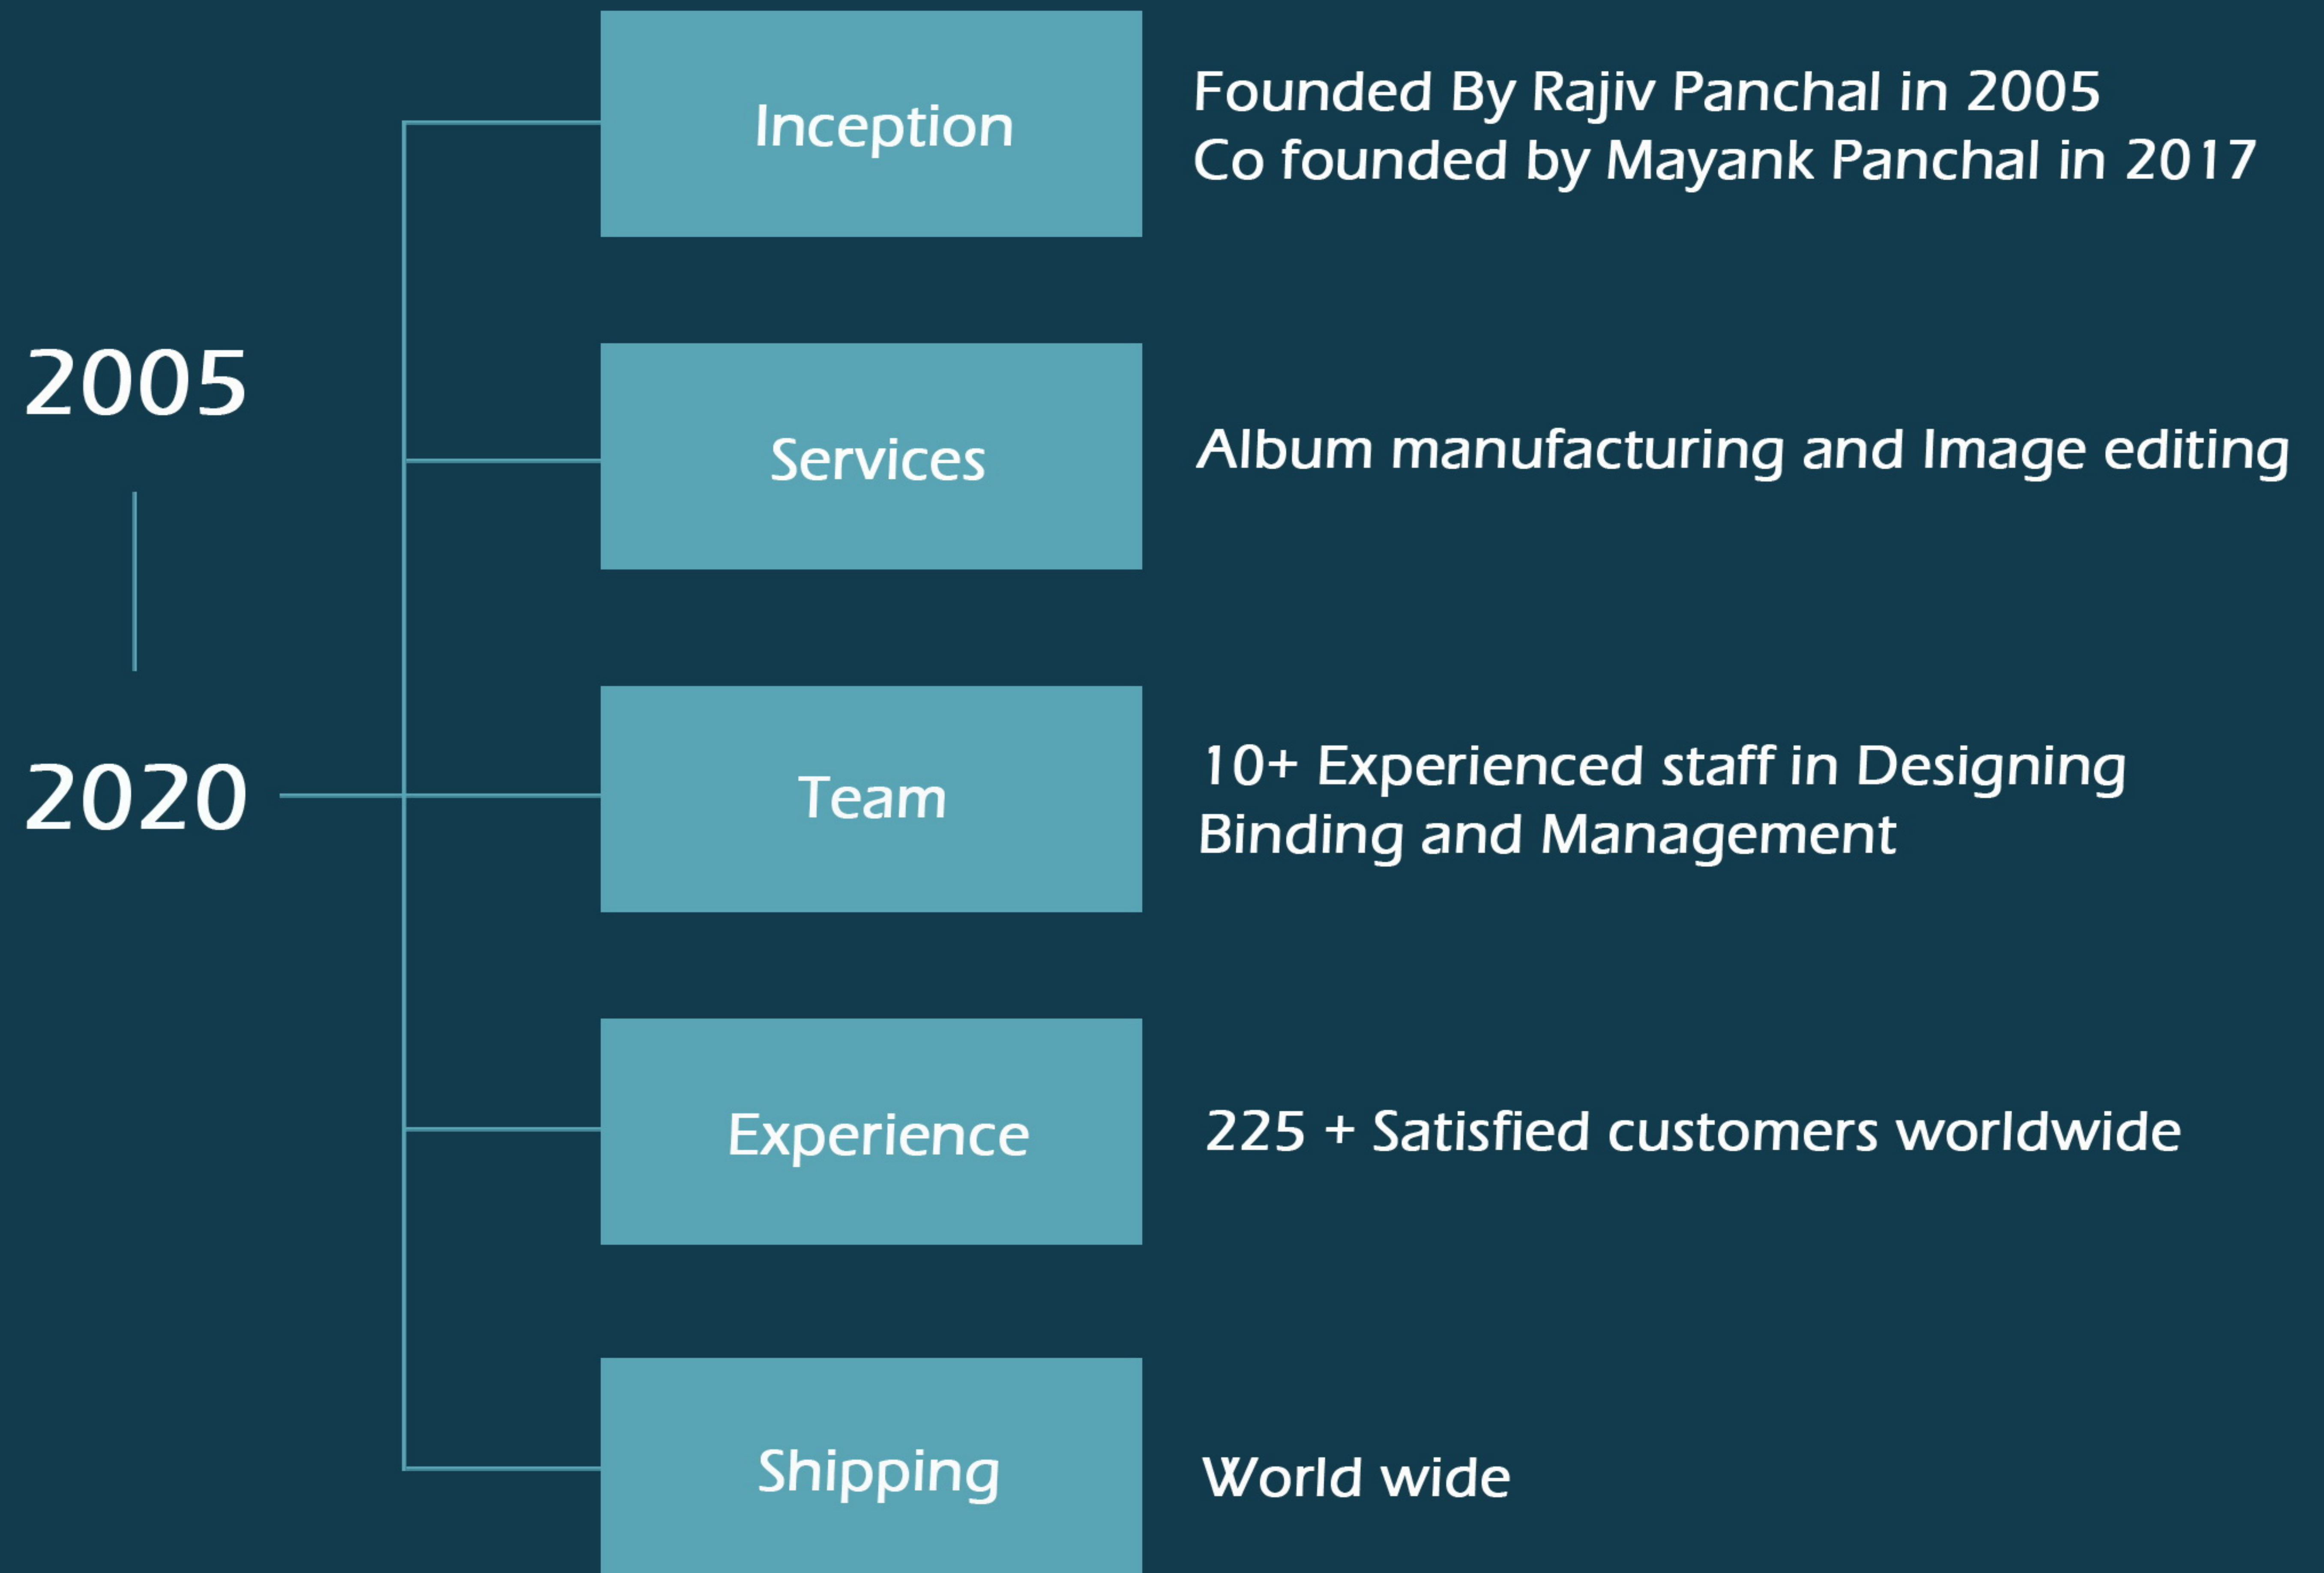 2005
2020
Inception
Founded By Rajiv Panchal in 2005
Co founded by Mayank Panchal in 2017
Services
Album manufacturing and Image editing
Team
10+ Experienced staff in Designing
Binding and Management
Experience
225 + Satisfied customers worldwide
Shipping
World wide